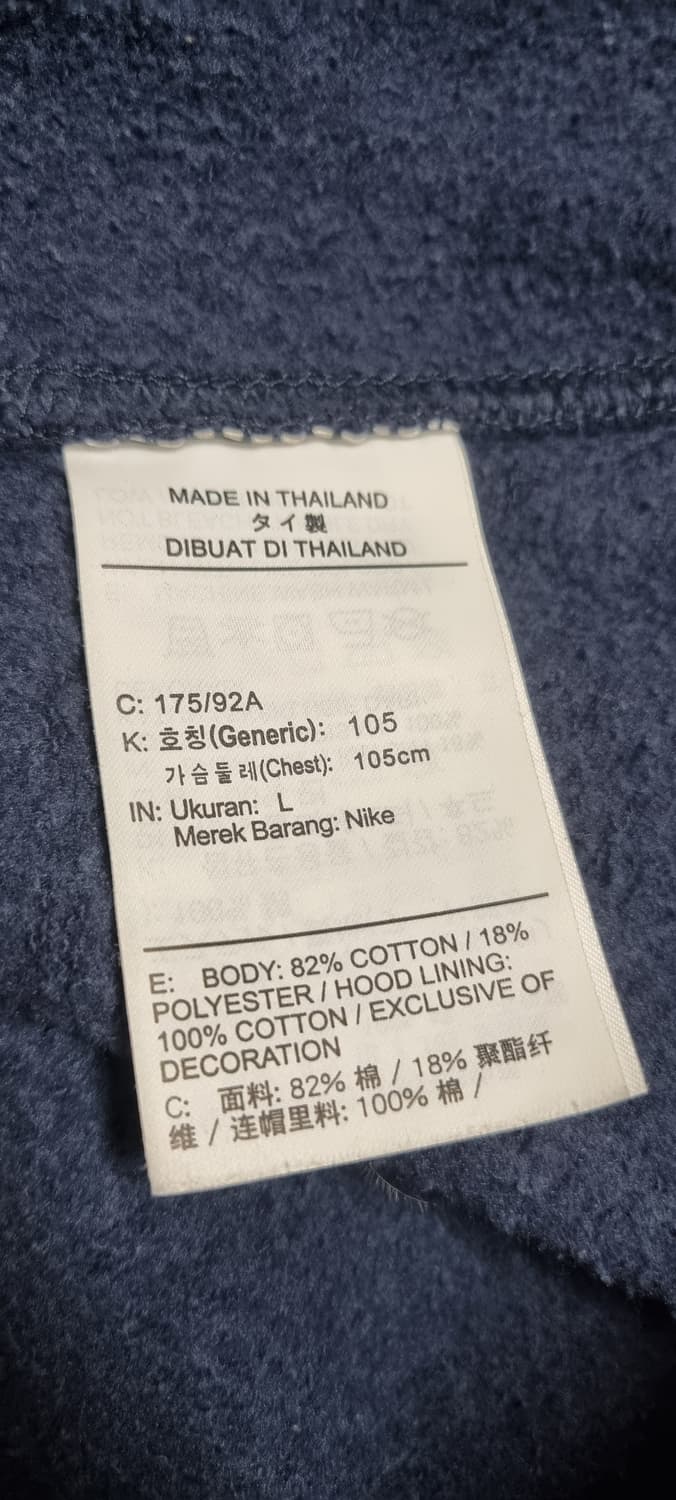 MADE IN THAILAND
タイ製
DIBUAT DI THAILAND
C: 175/92A
K: 호칭(Generic): 105
가슴둘레(Chest): 105cm
IN: Ukuran: L
Merek Barang: Nike
E: BODY: 82% COTTON / 18%
POLYESTER / HOOD LINING:
100% COTTON / EXCLUSIVE OF
DECORATION
C: 面料: 82% 棉 / 18% 聚酯纤
维 / 连帽里料: 100% 棉 /